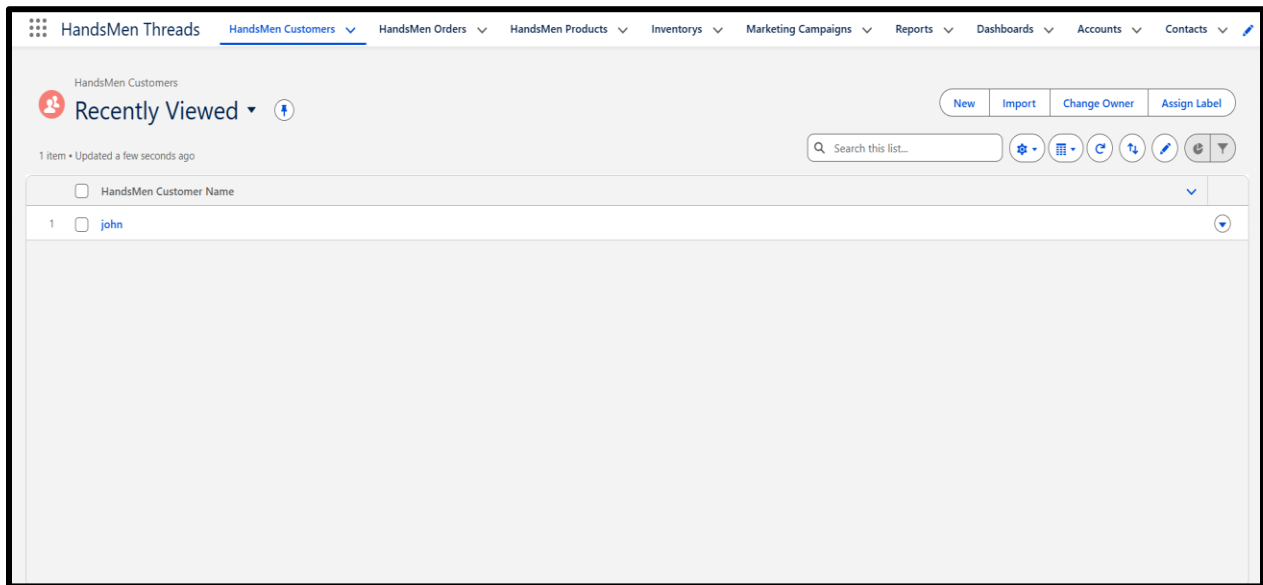 HandsMen Threads HandsMen Customers HandsMen Orders HandsMen Products Inventorys Marketing Campaigns Reports Dashboards Accounts Contacts
HandsMen Customers
Recently Viewed
New Import Change Owner Assign Label
1 item • Updated a few seconds ago
Search this list...
HandsMen Customer Name
1 john